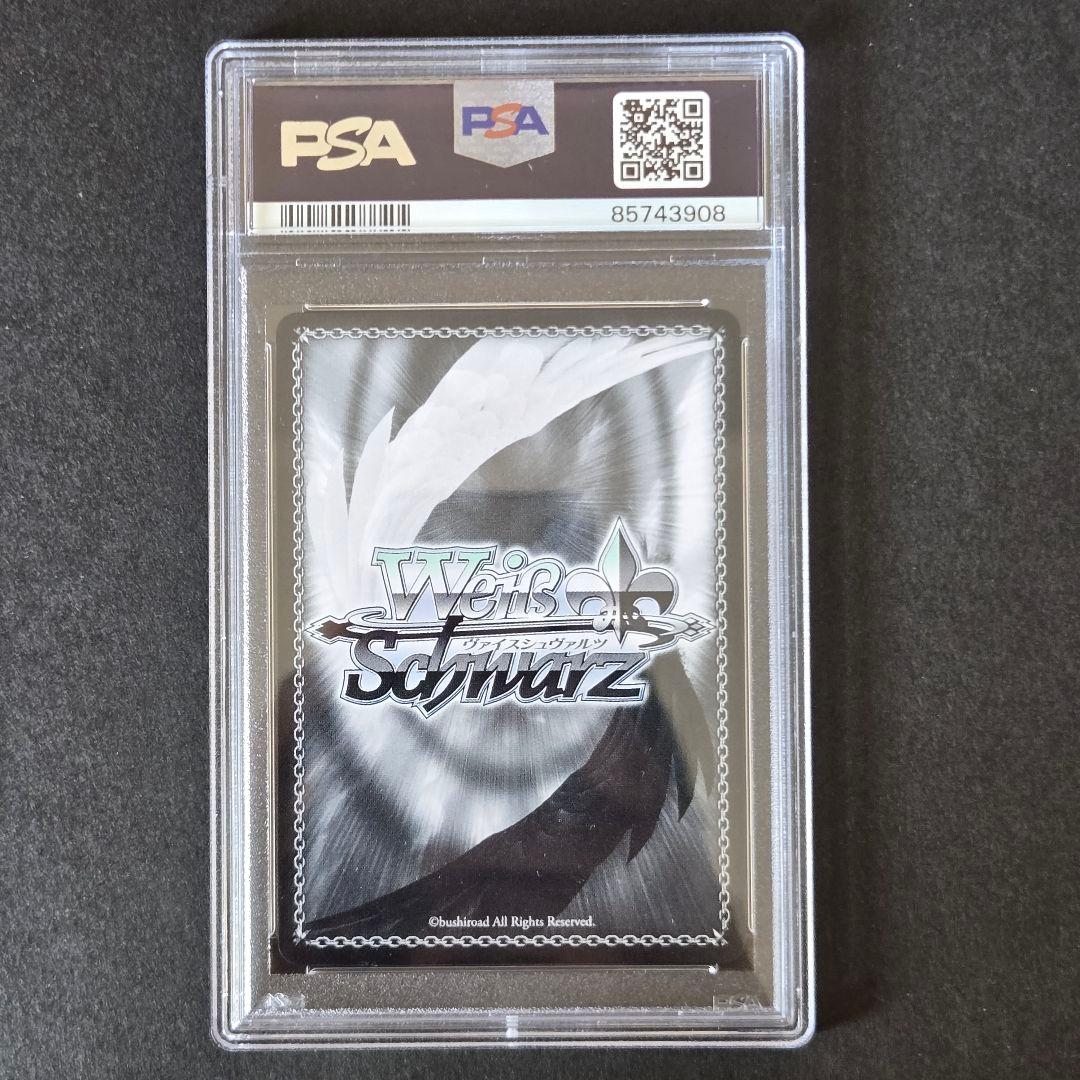 PSA
PSA
85743908
Weiß
ヴァイスシュヴァルツ
Schwarz
©bushiroad All Rights Reserved.
PSA